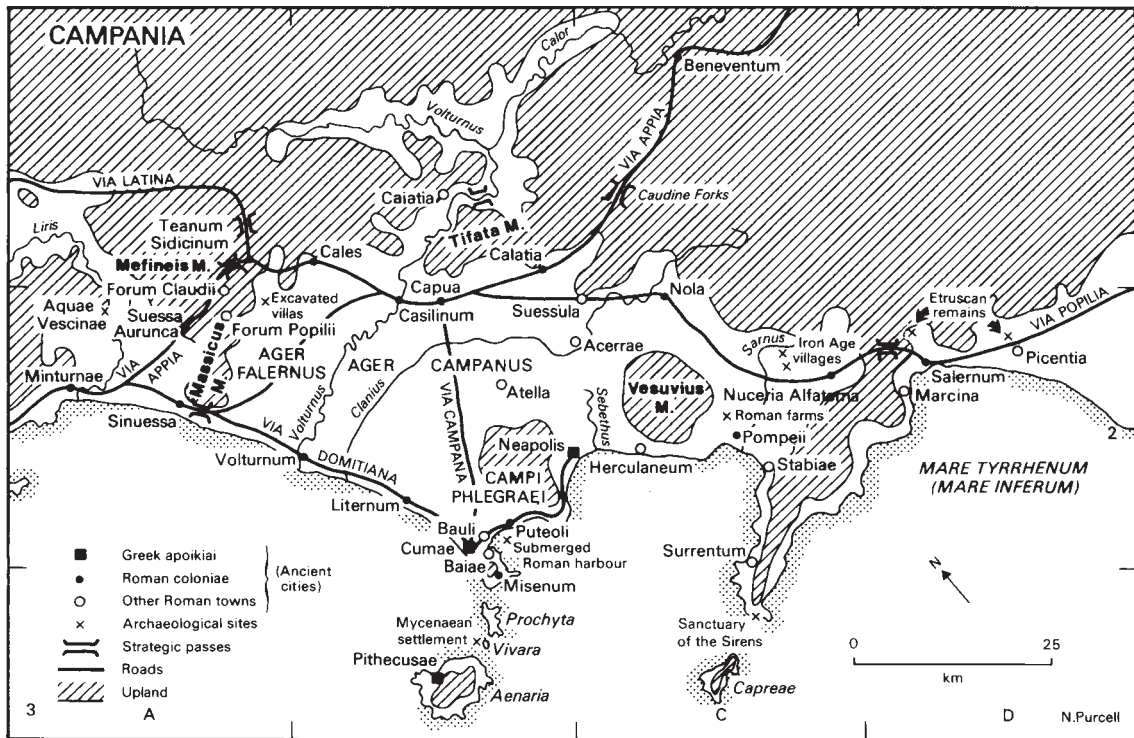 CAMPANIA
Calor
Beneventum
Volturnus
VIA APPIA
VIA LATINA
Caiatia
Caudine Forks
Liris
Teanum
Sidicinum
Tifata M.
Mefineis M.
Cales
Calatia
Forum Claudii
Capua
Nola
Aquae
Vescinae
Suessa
Aurunca
Excavated
villas
Casilinum
Suessula
Etruscan
remains
VIA POPILIA
Forum Popilii
Sarnus
Iron Age
villages
AGER
FALERNUS
Acerrae
Picentia
Massicus
M.
AGER
CAMPANUS
Salernum
Minturnae
VIA
APPIA
Volturnus
Clanius
VIA CAMPANA
Atella
Vesuvius
M.
Nuceria Alfaterna
Marcina
Sinuessa
VIA
DOMITIANA
Sebethus
Roman farms
Neapolis
Pompeii
2
Volturnum
Herculaneum
Stabiae
MARE TYRRHENUM
(MARE INFERUM)
CAMPI
PHLEGRAEI
Liternum
Bauli
Puteoli
Cumae
Submerged
Roman harbour
Surrentum
Baiae
Misenum
N
Greek apoikiai
Roman coloniae
Other Roman towns
(Ancient
cities)
Archaeological sites
Strategic passes
Roads
Upland
Prochyta
Mycenaean
settlement
Vivara
Sanctuary
of the Sirens
Pithecusae
Aenaria
Capreae
0
25
km
3
A
C
D
N.Purcell